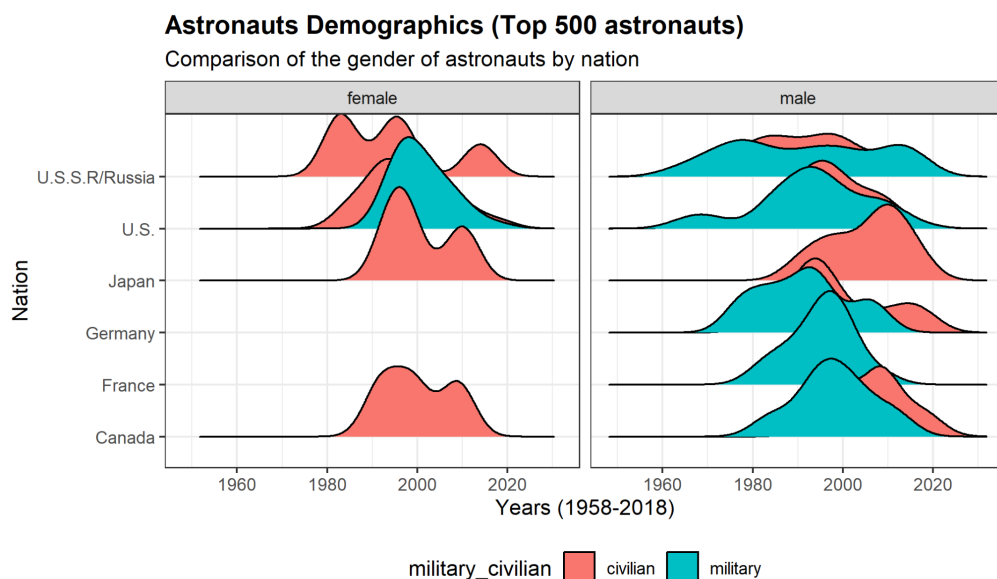 Astronauts Demographics (Top 500 astronauts)
Comparison of the gender of astronauts by nation
female
male
Nation
U.S.S.R/Russia
U.S.
Japan
Germany
France
Canada
1960 1980 2000 2020
1960 1980 2000 2020
Years (1958-2018)
military_civilian civilian military